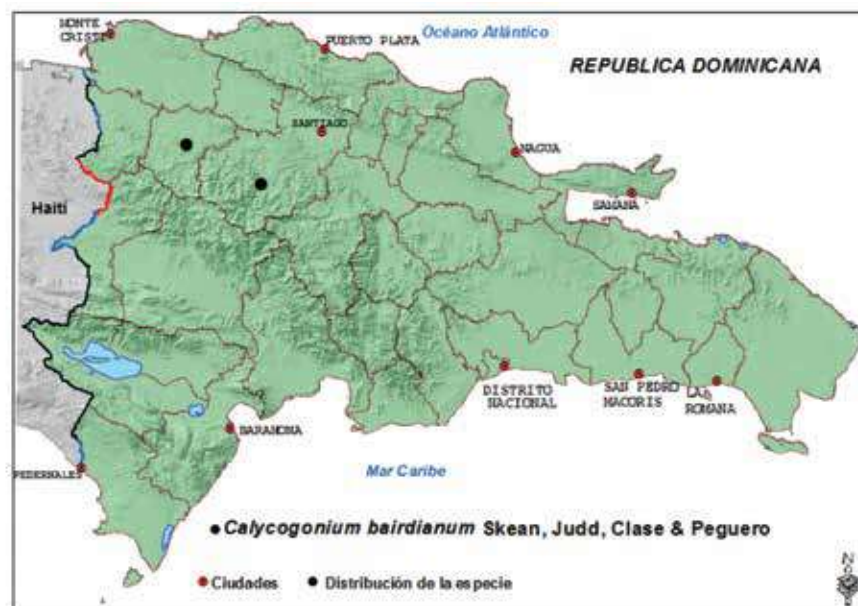 MONTE
CRISTI
PUERTO PLATA
Océano Atlántico
REPUBLICA DOMINICANA
SANTIAGO
NAGUA
Haití
SAMANA
DISTRITO
NACIONAL
SAN PEDRO
MACORIS
LA
ROMANA
BARAHONA
PEDERNALES
Mar Caribe
Calycogonium bairdianum Skean, Judd, Clase & Peguero
Ciudades
Distribución de la especie